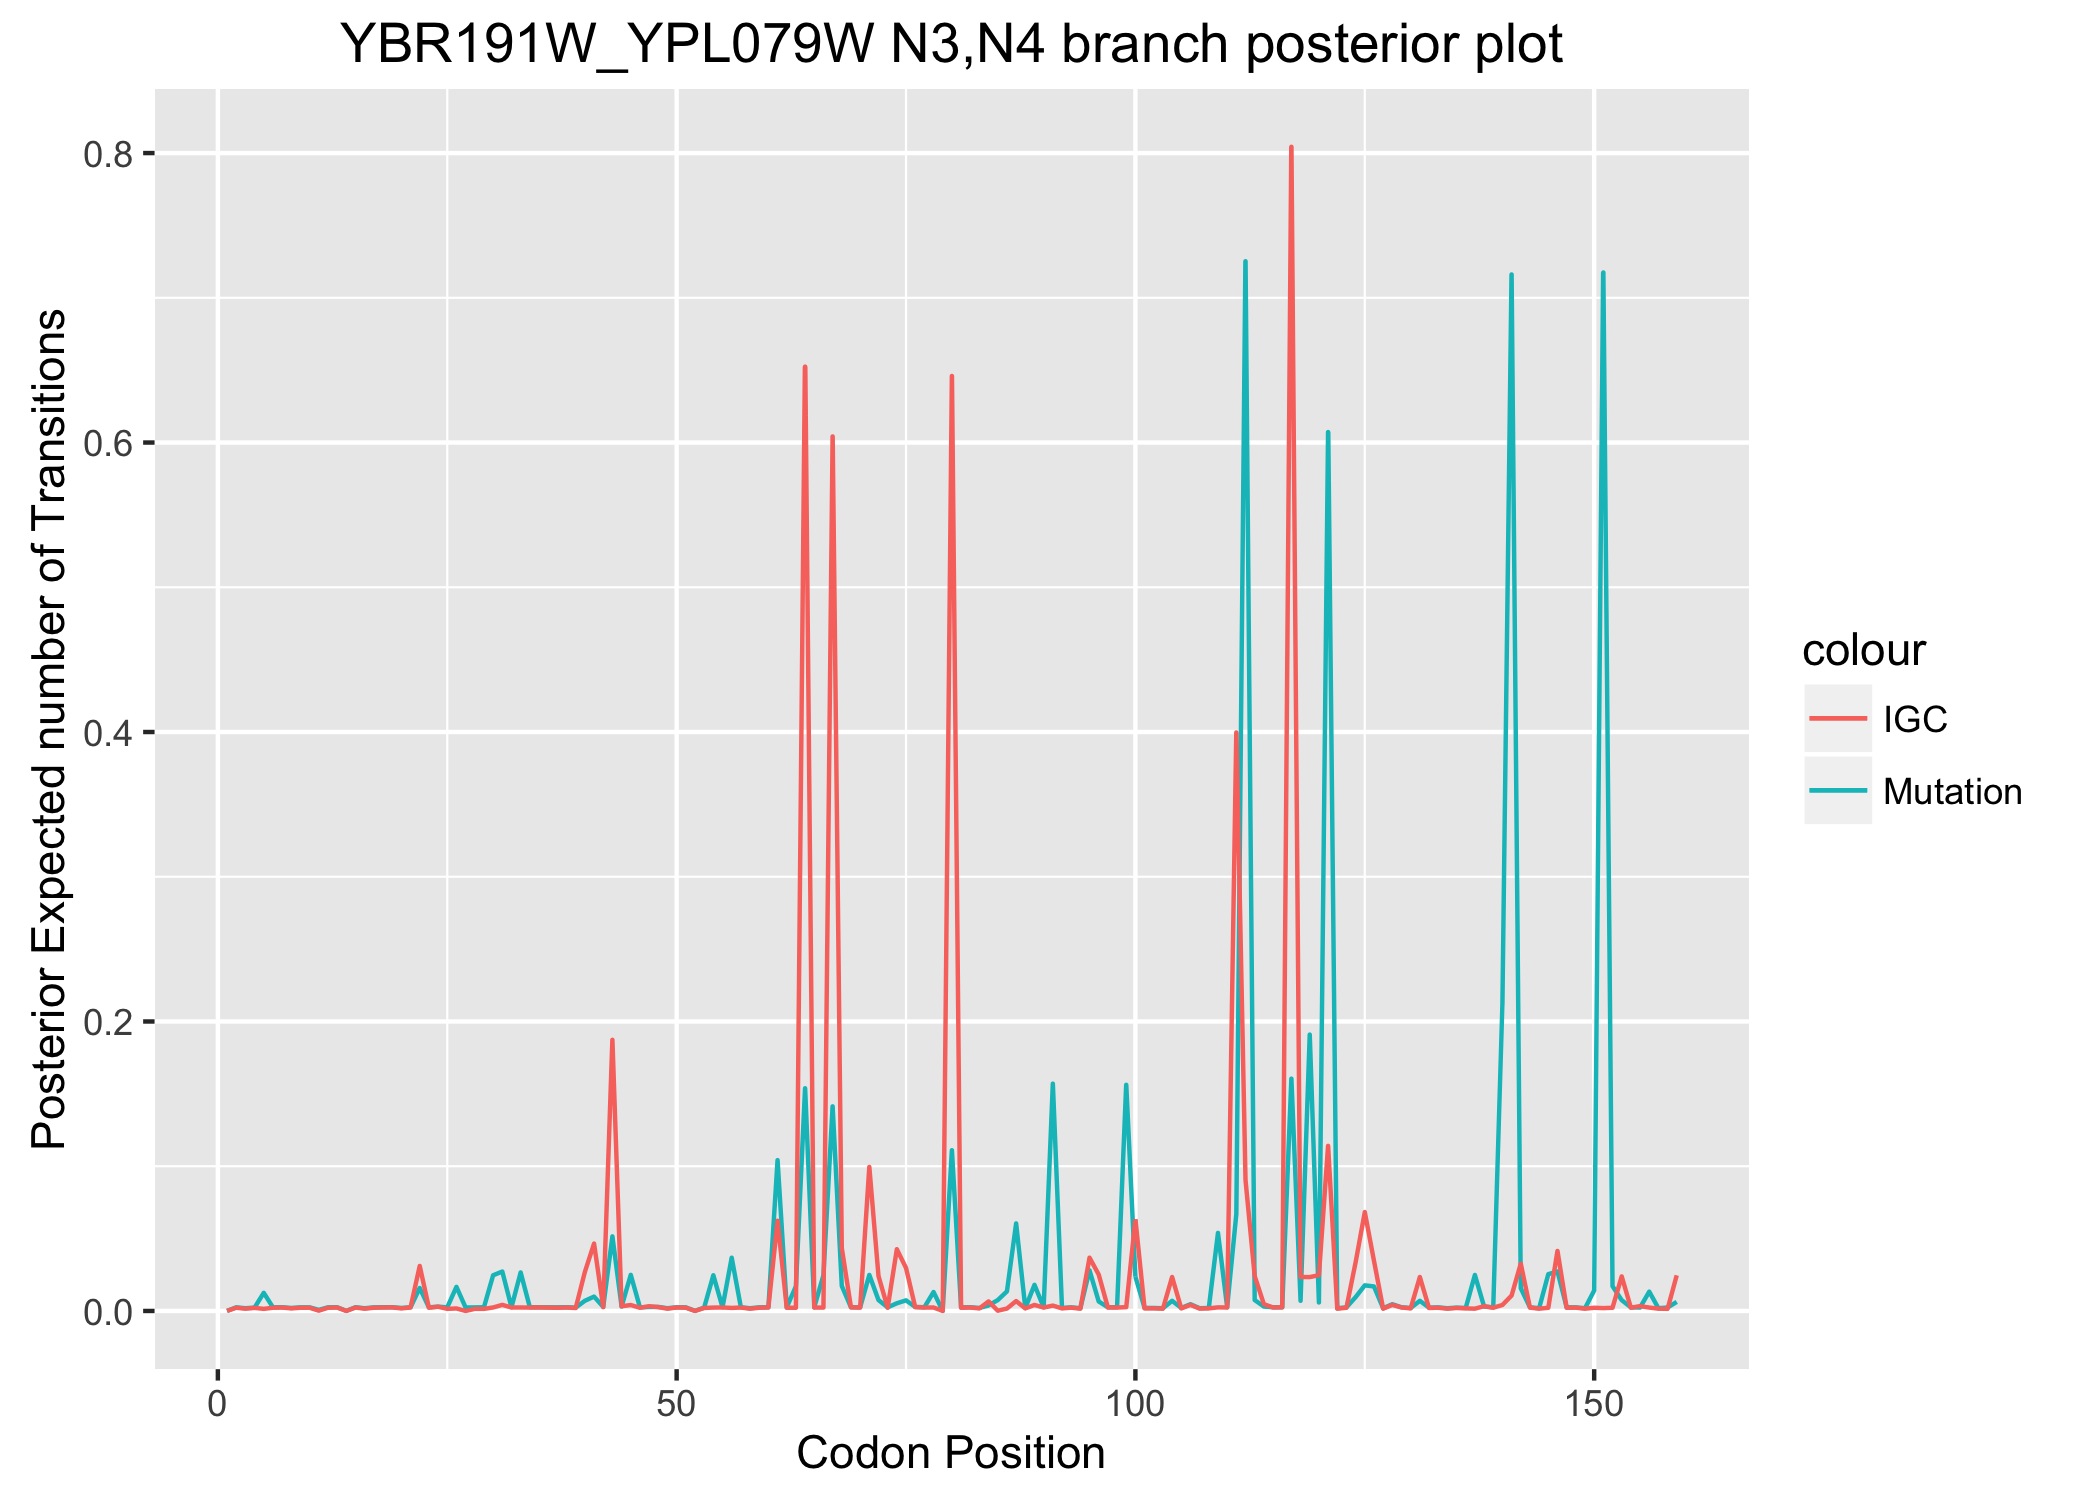 YBR191W_YPL079W N3,N4 branch posterior plot
Posterior Expected number of Transitions
0.8
0.6
0.4
0.2
0.0
0 50 100 150
Codon Position
colour
IGC
Mutation